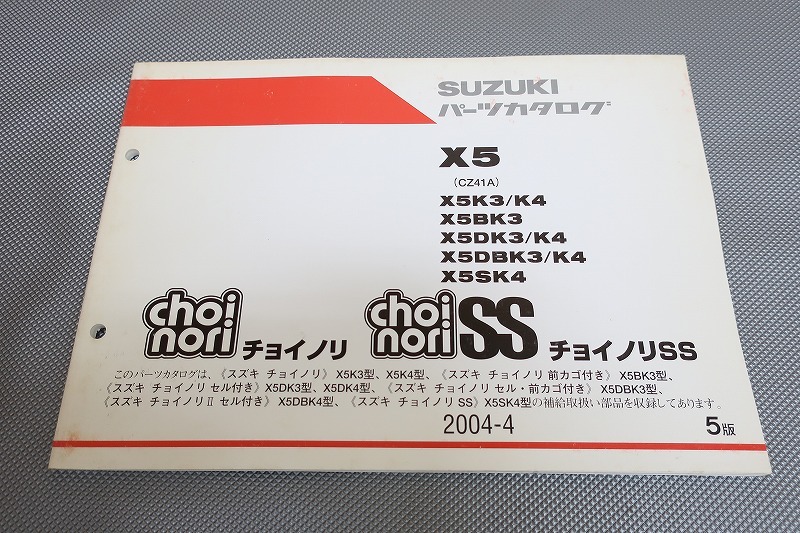 SUZUKI
パーツカタログ
X5
(CZ41A)
X5K3/K4
X5BK3
X5DK3/K4
X5DBK3/K4
X5SK4
choi nori チョイノリ choi nori SS チョイノリSS
このパーツカタログは、《スズキ チョイノリ》 X5K3型、X5K4型、《スズキ チョイノリ 前カゴ付き》 X5BK3型、
《スズキ チョイノリ セル付き》 X5DK3型、X5DK4型、《スズキ チョイノリ セル・前カゴ付き》 X5DBK3型、
《スズキ チョイノリⅡ セル付き》 X5DBK4型、《スズキ チョイノリ SS》 X5SK4型の補給取扱い部品を収録してあります。
2004-4
5版